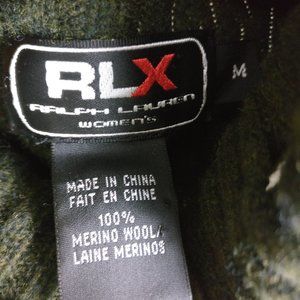 RLX
RALPH LAUREN
WOMEN'S
M
MADE IN CHINA
FAIT EN CHINE
100%
MERINO WOOL/
LAINE MERINOS